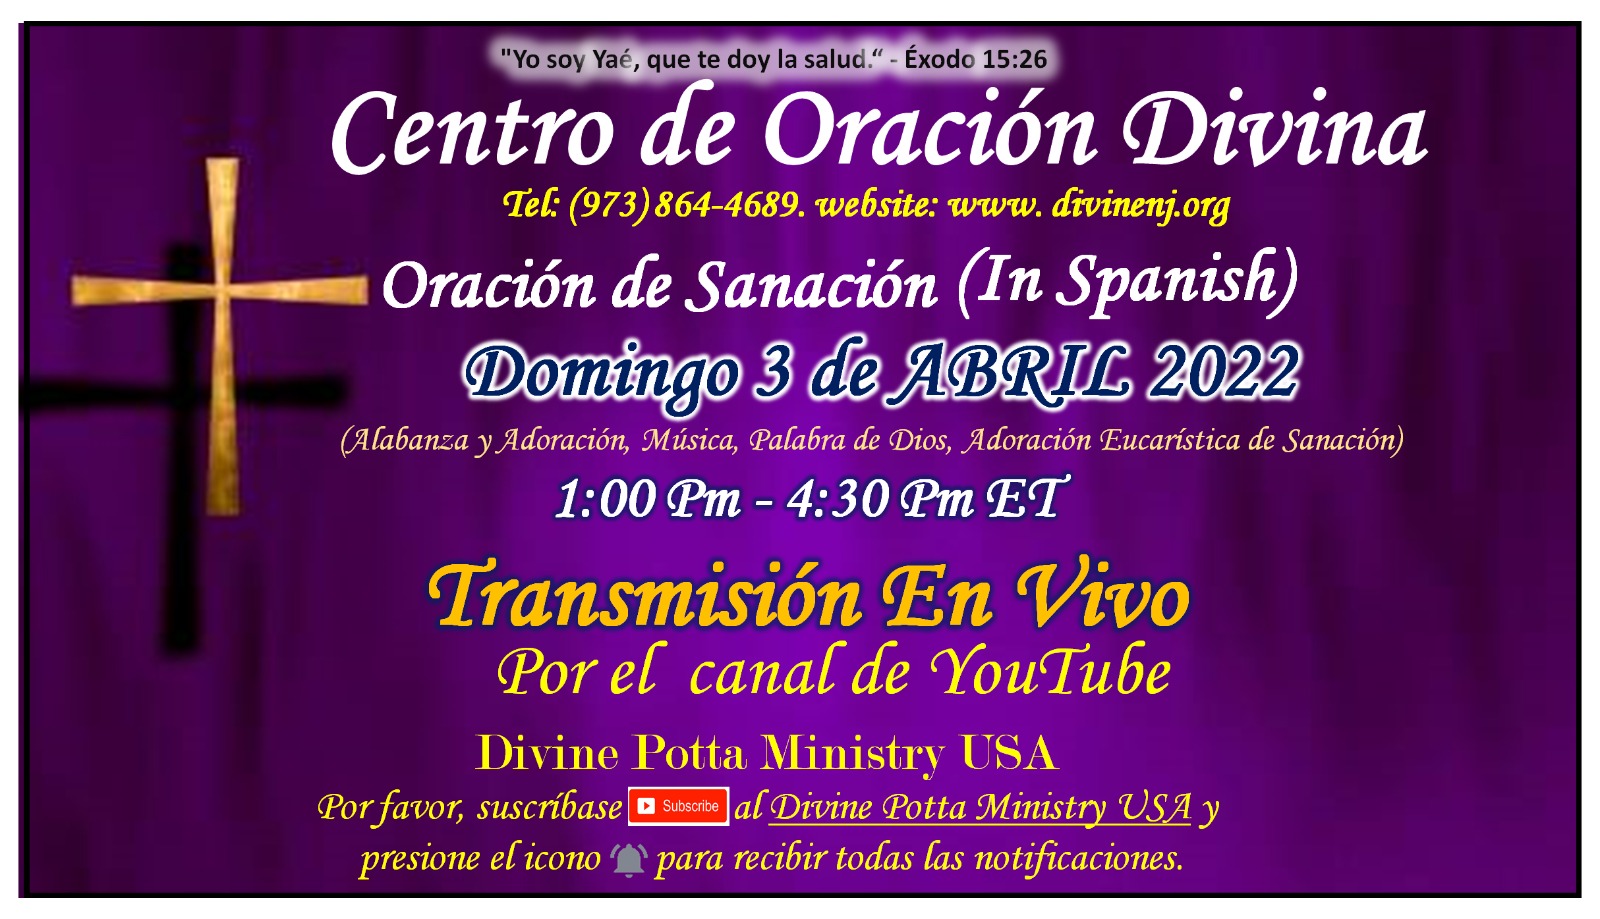 "Yo soy Yaé, que te doy la salud.“ - Éxodo 15:26
Centro de Oración Divina
Tel: (973) 864-4689. website: www. divinenj.org
Oración de Sanación (In Spanish)
Domingo 3 de ABRIL 2022
(Alabanza y Adoración, Música, Palabra de Dios, Adoración Eucarística de Sanación)
1:00 Pm - 4:30 Pm ET
Transmisión En Vivo
Por el canal de YouTube
Divine Potta Ministry USA
Por favor, suscríbase Subscribe al Divine Potta Ministry USA y
presione el icono para recibir todas las notificaciones.